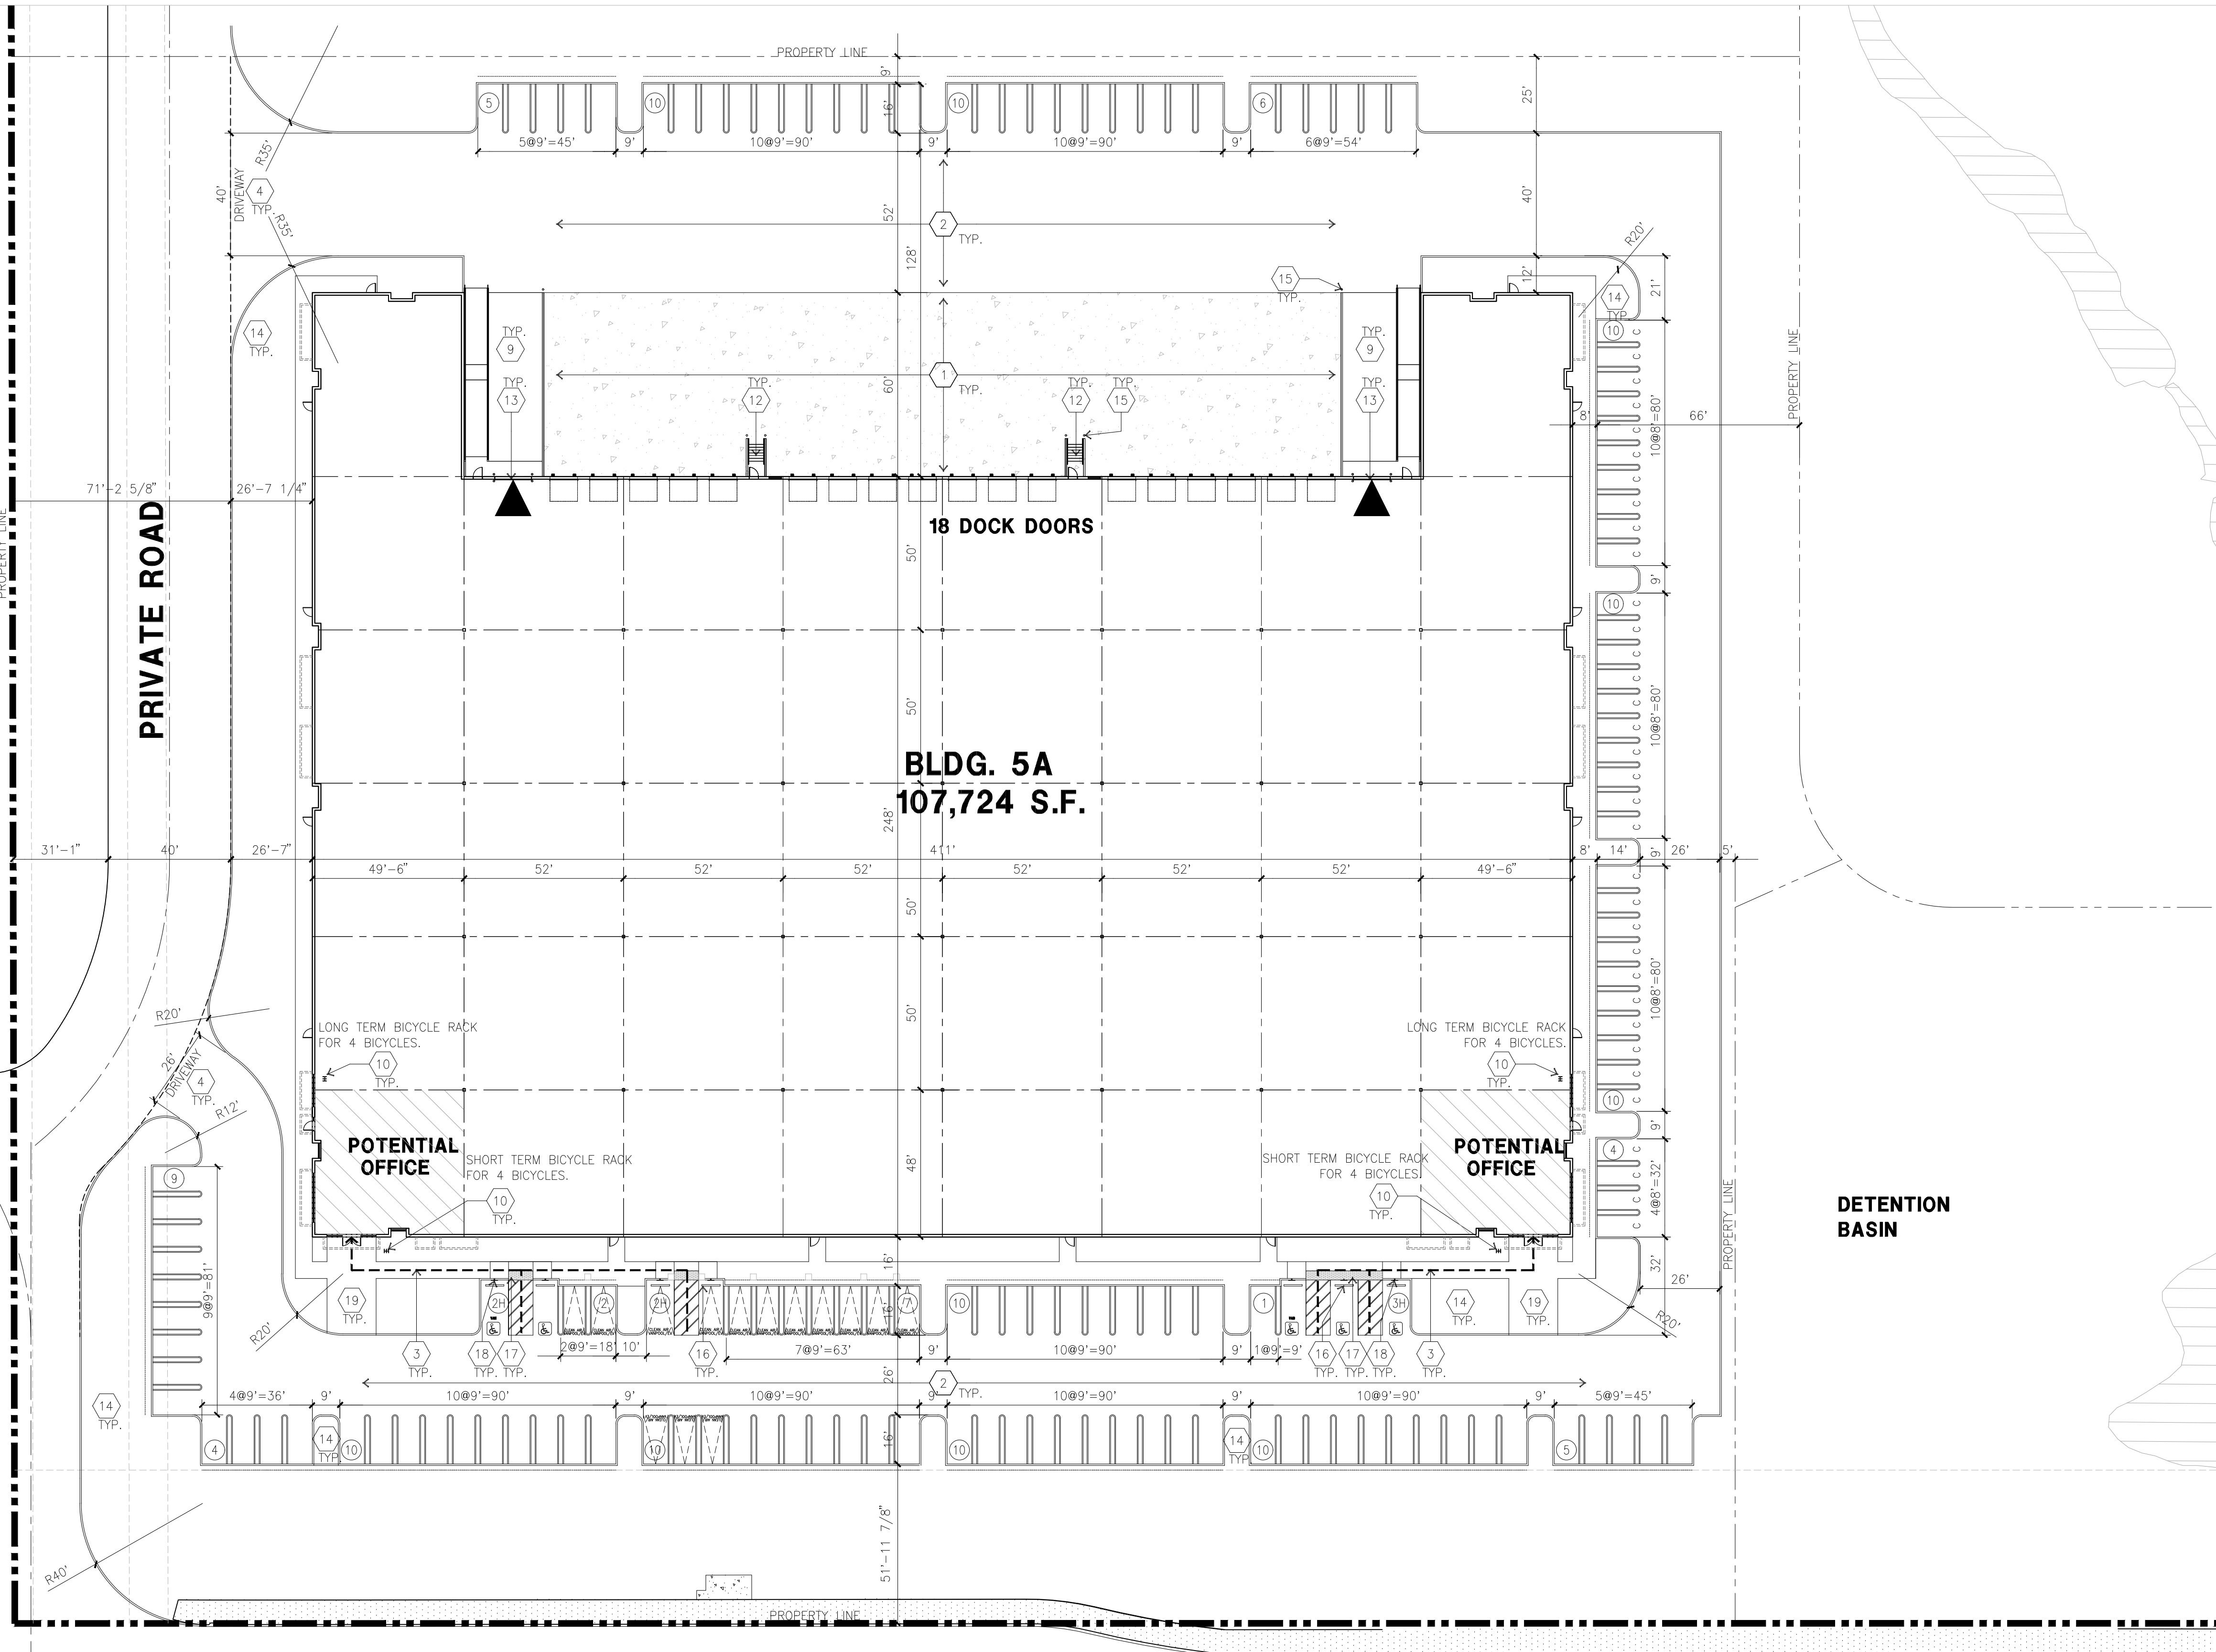 PROPERTY LINE
9'
16'
25'
5
10
10
6
5@9'=45'
9'
10@9'=90'
9'
10@9'=90'
9'
6@9'=54'
R35'
40'
DRIVEWAY
4
TYP.
R35'
52'
2
TYP.
128'
40'
12'
R20'
21'
15
TYP.
14
TYP.
14
TYP
10
TYP.
9
TYP.
9
60'
1
TYP.
TYP.
13
TYP.
12
TYP.
12
TYP.
15
TYP.
13
PROPERTY LINE
8'
66'
10@8'=80'
71'-2 5/8"
26'-7 1/4"
PROPERTY LINE
PRIVATE ROAD
18 DOCK DOORS
50'
9'
10
50'
10@8'=80'
BLDG. 5A
107,724 S.F.
248'
31'-1"
40'
26'-7"
411'
8'
14'
9'
26'
5'
49'-6"
52'
52'
52'
52'
52'
52'
49'-6"
50'
10@8'=80'
50'
R20'
26'
DRIVEWAY
4
TYP.
R12'
LONG TERM BICYCLE RACK
FOR 4 BICYCLES.
10
TYP.
LONG TERM BICYCLE RACK
FOR 4 BICYCLES.
10
TYP.
10
9'
POTENTIAL
OFFICE
SHORT TERM BICYCLE RACK
FOR 4 BICYCLES.
10
TYP.
48'
SHORT TERM BICYCLE RACK
FOR 4 BICYCLES.
10
TYP.
POTENTIAL
OFFICE
4
4@8'=32'
9
9@9'=81'
PROPERTY LINE
DETENTION
BASIN
16'
32'
26'
19
TYP.
2H
2
2H
7
10
1
3H
14
TYP.
19
TYP.
16'
R20'
R20'
3
TYP.
18
TYP.
17
TYP.
2@9'=18'
10'
16
TYP.
7@9'=63'
9'
10@9'=90'
9'
1@9'=9'
16
TYP.
17
TYP.
18
TYP.
3
TYP.
26'
2
TYP.
14
TYP.
4@9'=36'
9'
10@9'=90'
9'
10@9'=90'
9'
10@9'=90'
9'
10@9'=90'
9'
5@9'=45'
4
14
TYP.
10
10
16'
10
14
TYP
10
5
51'-11 7/8"
R40'
PROPERTY LINE